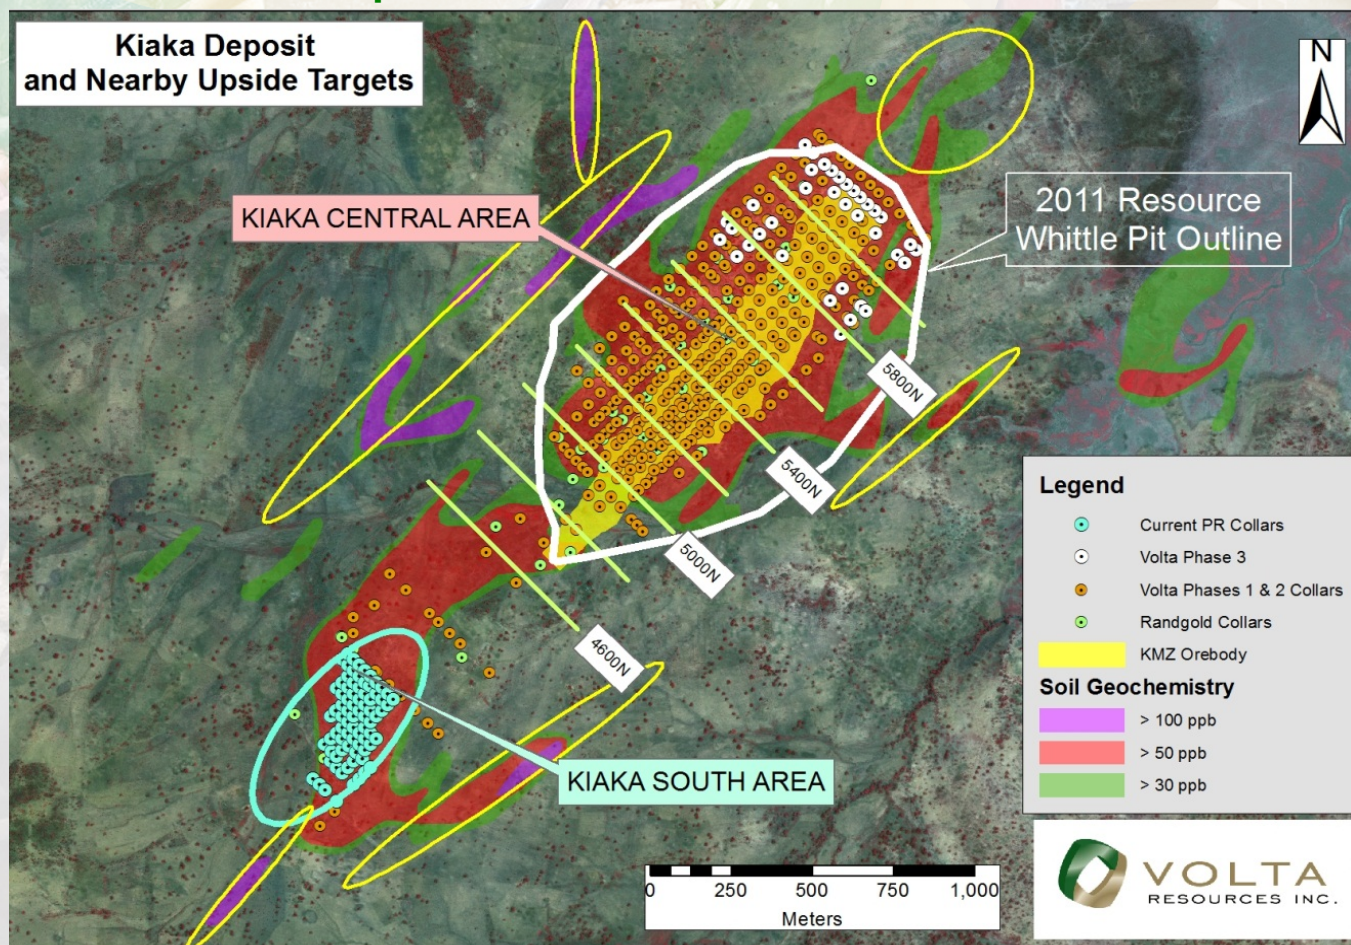 Kiaka Deposit
and Nearby Upside Targets
N
KIAKA CENTRAL AREA
2011 Resource
Whittle Pit Outline
5800N
5400N
5000N
4600N
KIAKA SOUTH AREA
Legend
Current PR Collars
Volta Phase 3
Volta Phases 1 & 2 Collars
Randgold Collars
KMZ Orebody
Soil Geochemistry
> 100 ppb
> 50 ppb
> 30 ppb
0 250 500 750 1,000
Meters
VOLTA
RESOURCES INC.